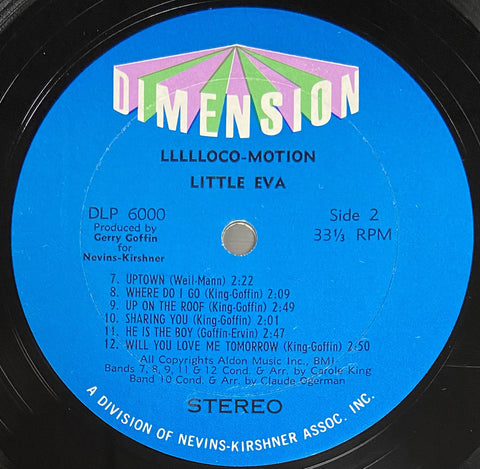 DIMENSION
LLLLLOCO-MOTION
LITTLE EVA
DLP 6000
Side 2
Produced by
Gerry Goffin
for
Nevins-Kirshner
33⅓ RPM
7. UPTOWN (Weil-Mann) 2:22
8. WHERE DO I GO (King-Goffin) 2:09
9. UP ON THE ROOF (King-Goffin) 2:49
10. SHARING YOU (King-Goffin) 2:01
11. HE IS THE BOY (Goffin-Ervin) 2:47
12. WILL YOU LOVE ME TOMORROW (King-Goffin) 2:50
All Copyrights Aldon Music Inc., BMI
Bands 7, 8, 9, 11 & 12 Cond. & Arr. by Carole King
Band 10 Cond. & Arr. by Claude Ogerman
STEREO
A DIVISION OF NEVINS-KIRSHNER ASSOC. INC.